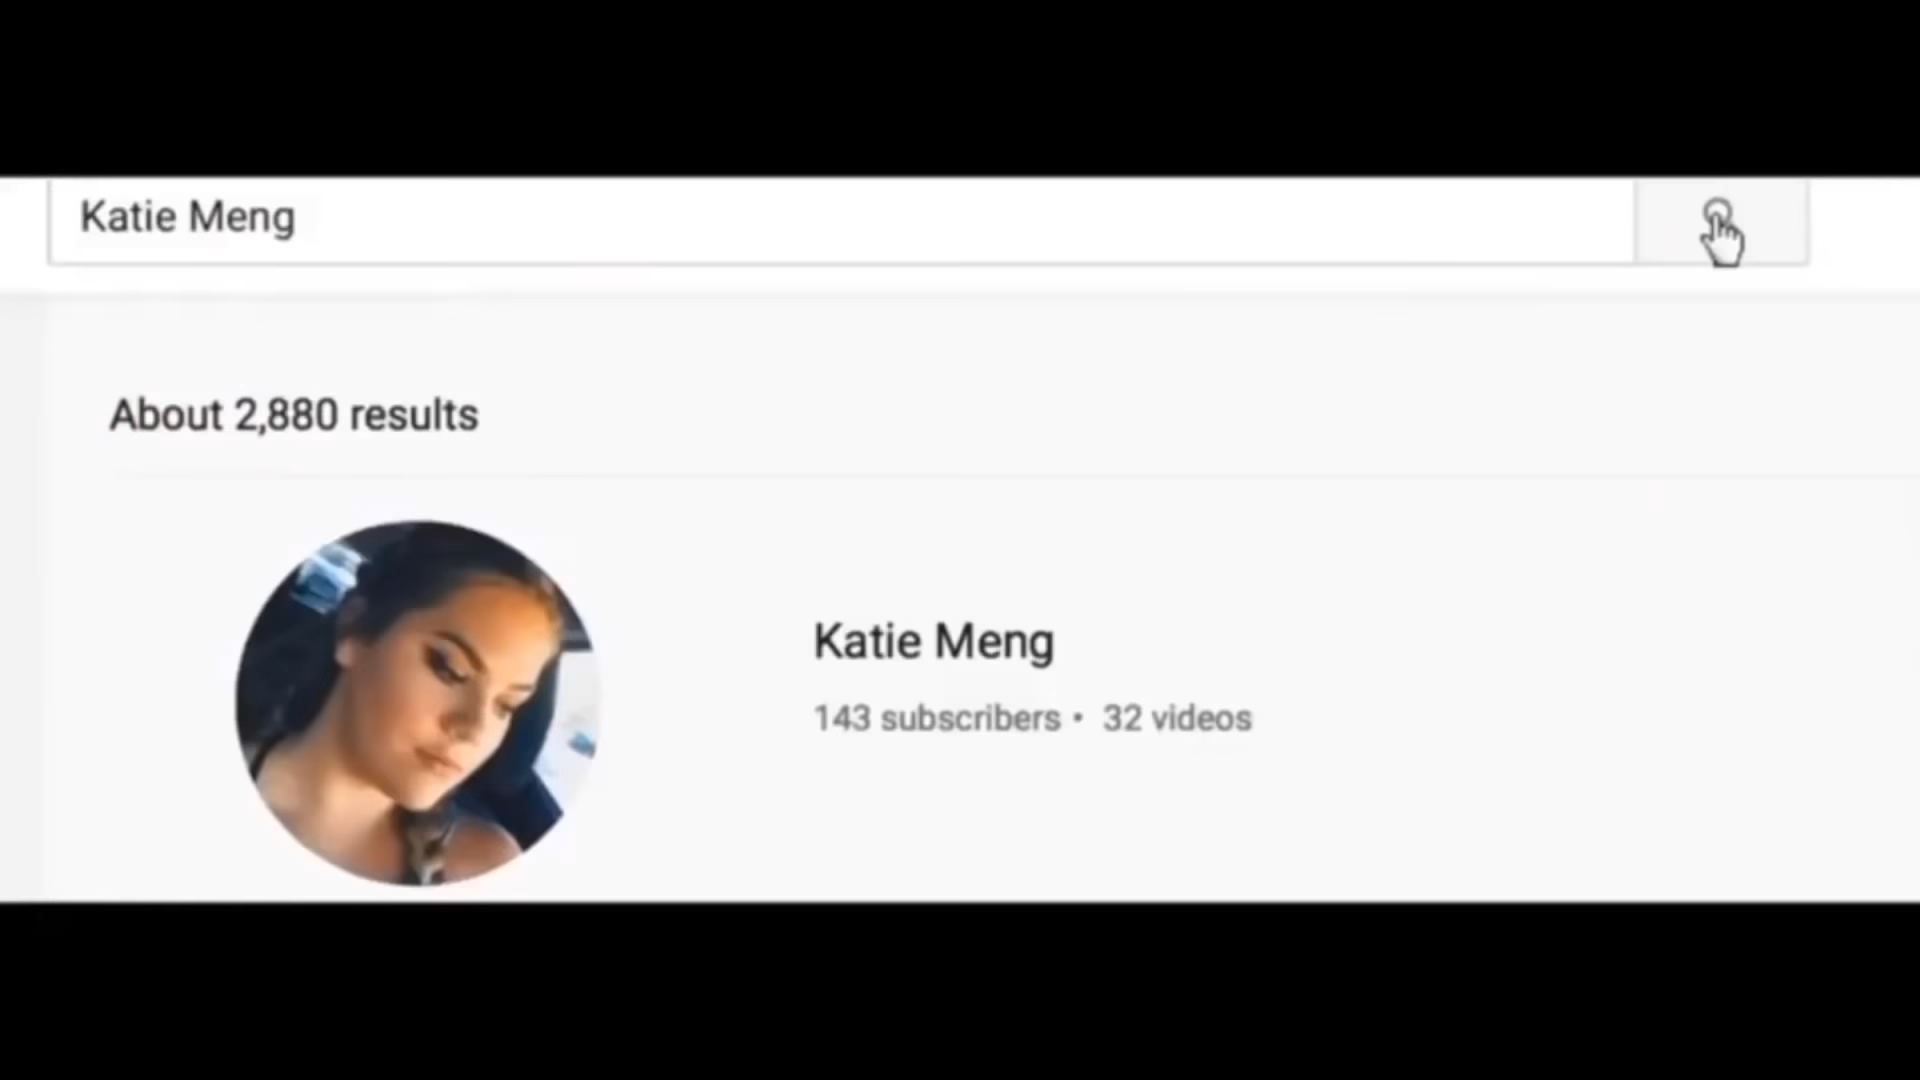 Katie Meng
About 2,880 results
Katie Meng
143 subscribers • 32 videos